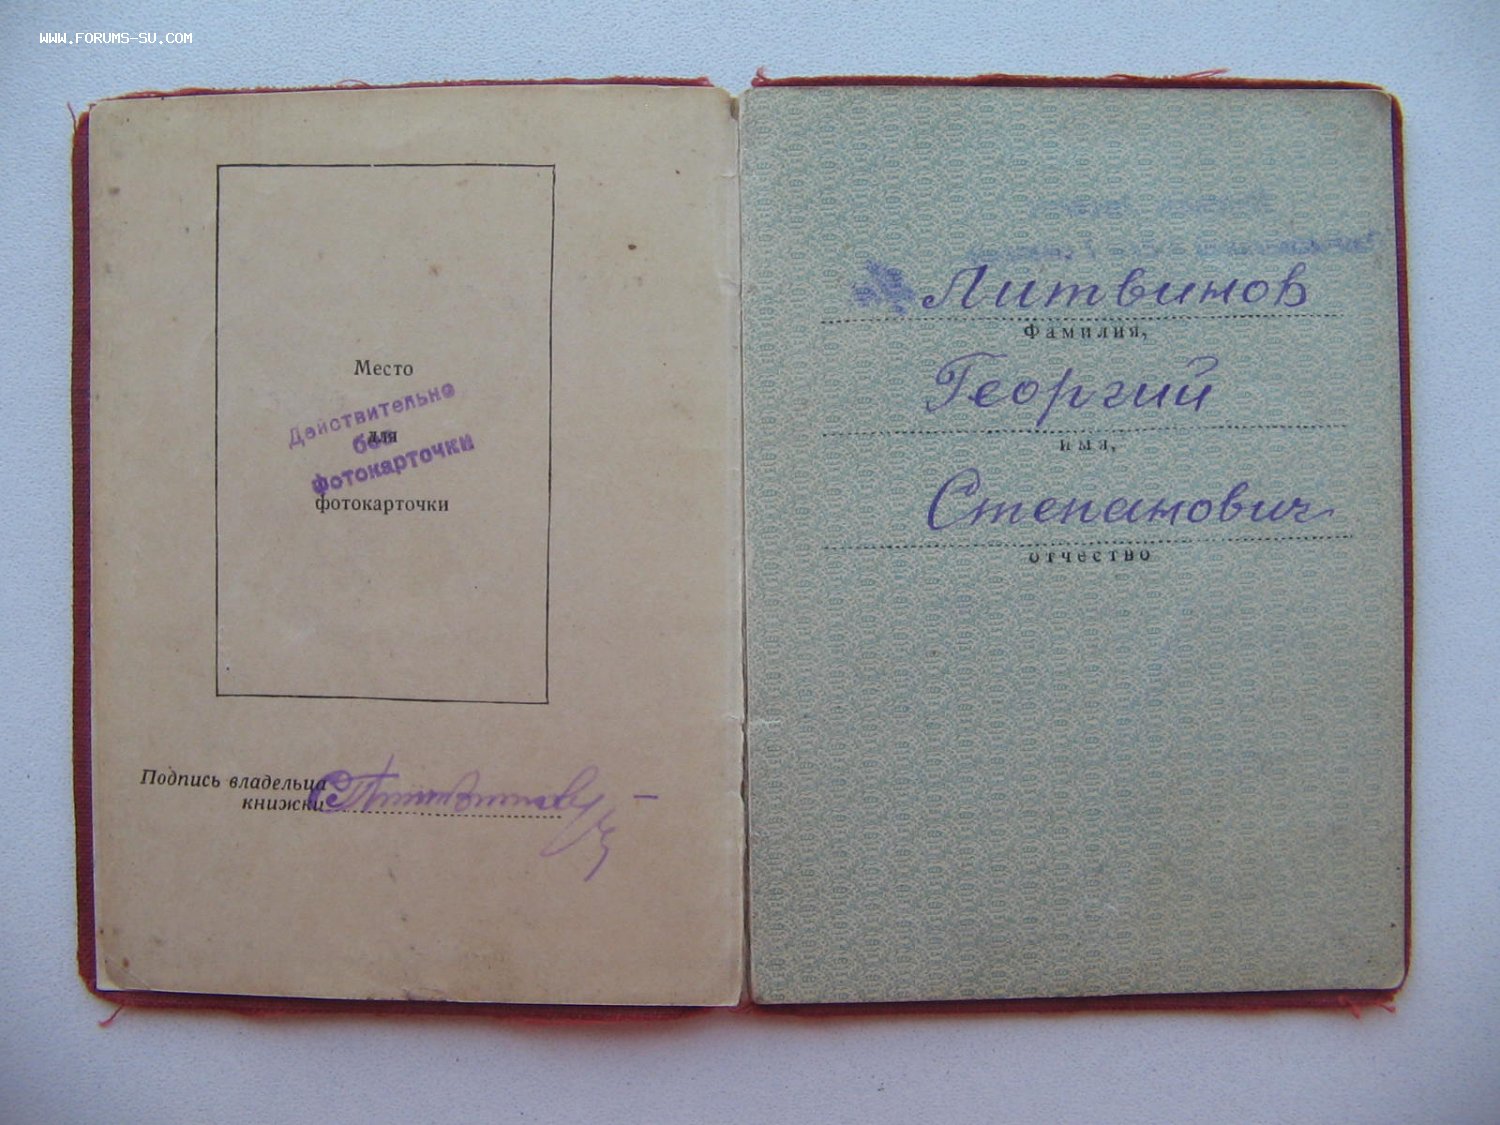 WWW.FORUMS-SU.COM
Место
Действительно
для
без
фотокарточки
фотокарточки
Подпись владельца
книжки
Литвинов
Фамилия,
Георгий
имя,
Степанович
отчество